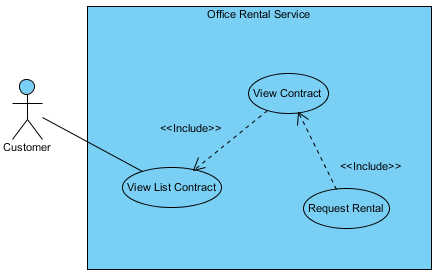 Office Rental Service
View Contract
<<Include>>
Customer
<<Include>>
View List Contract
Request Rental